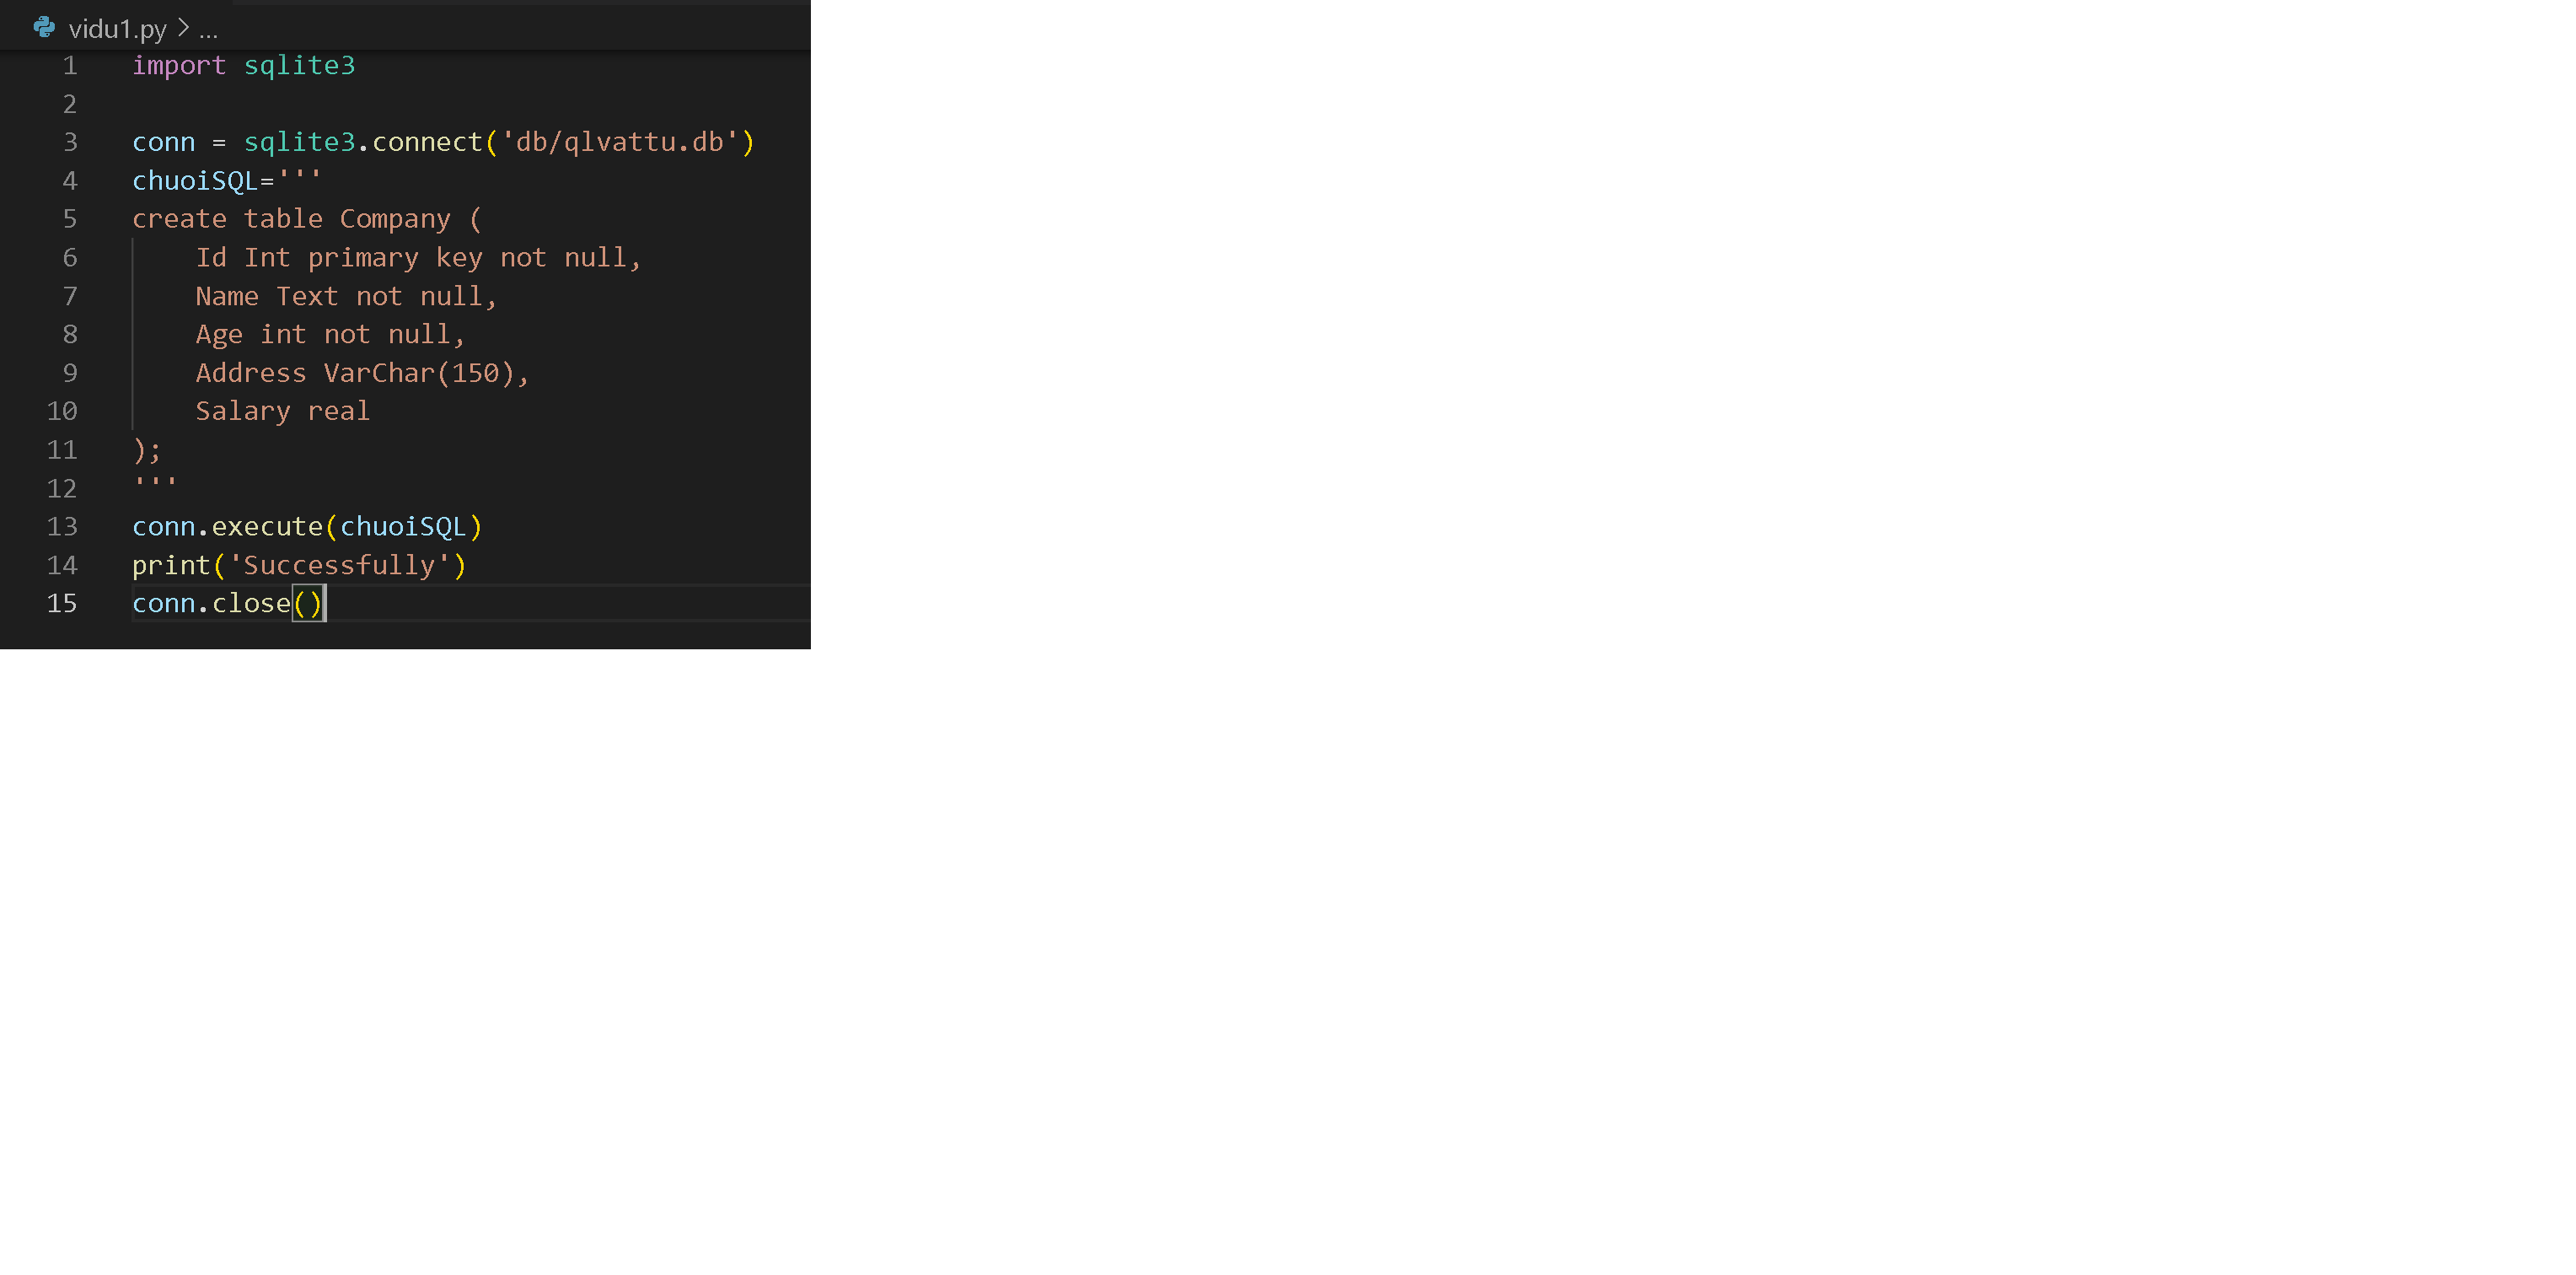 vidu1.py > ...
1 import sqlite3
2
3 conn = sqlite3.connect('db/qlvattu.db')
4 chuoiSQL='''
5 create table Company (
6     Id Int primary key not null,
7     Name Text not null,
8     Age int not null,
9     Address VarChar(150),
10     Salary real
11 );
12 '''
13 conn.execute(chuoiSQL)
14 print('Successfully')
15 conn.close()